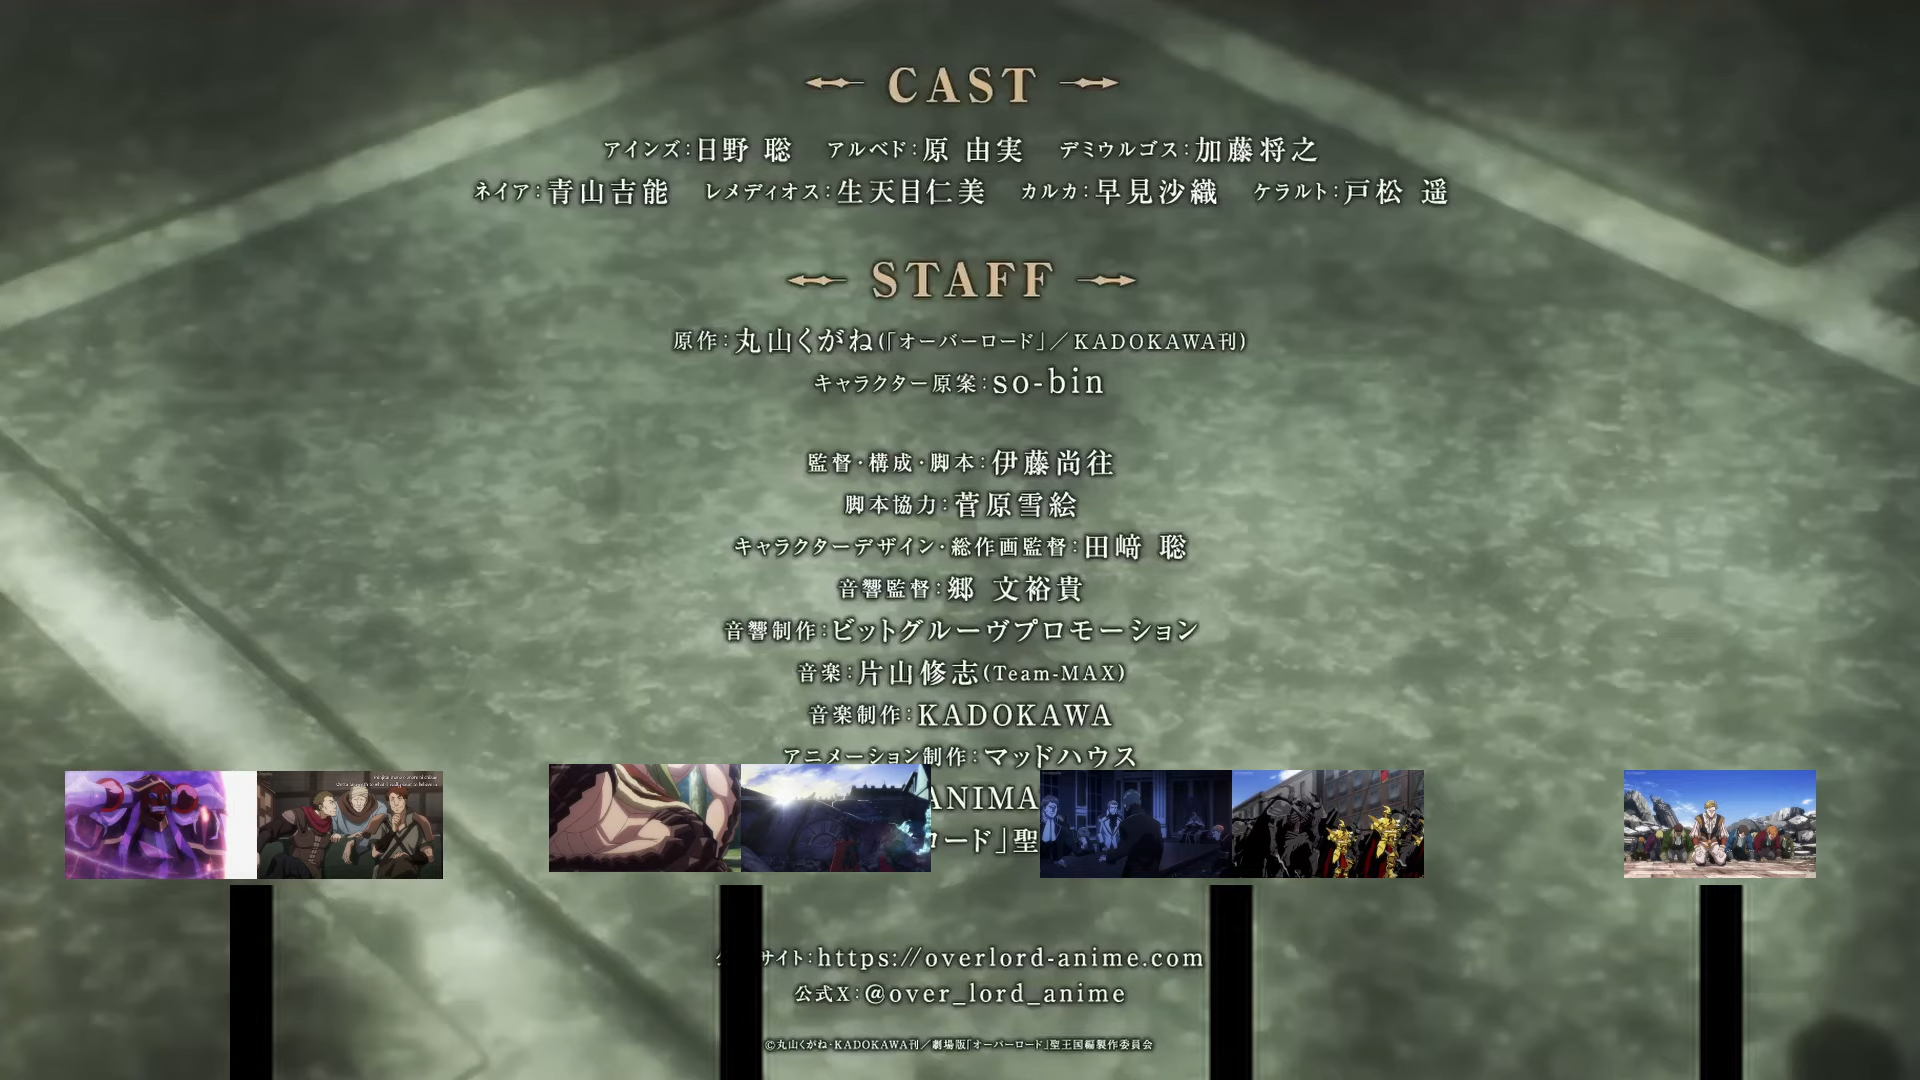 CAST
アインズ:日野 聡 アルベド:原 由実 デミウルゴス:加藤将之
ネイア:青山吉能 レメディオス:生天目仁美 カルカ:早見沙織 ケラルト:戸松 遥
STAFF
原作:丸山くがね(「オーバーロード」／KADOKAWA刊)
キャラクター原案:so-bin
監督・構成・脚本:伊藤尚往
脚本協力:菅原雪絵
キャラクターデザイン・総作画監督:田﨑 聡
音響監督:郷 文裕貴
音響制作:ビットグルーヴプロモーション
音楽:片山修志(Team-MAX)
音楽制作:KADOKAWA
アニメーション制作:マッドハウス
ANIMA
ロード」聖
サイト:https://overlord-anime.com
公式X:@over_lord_anime
©丸山くがね・KADOKAWA刊／劇場版「オーバーロード」聖王国編製作委員会